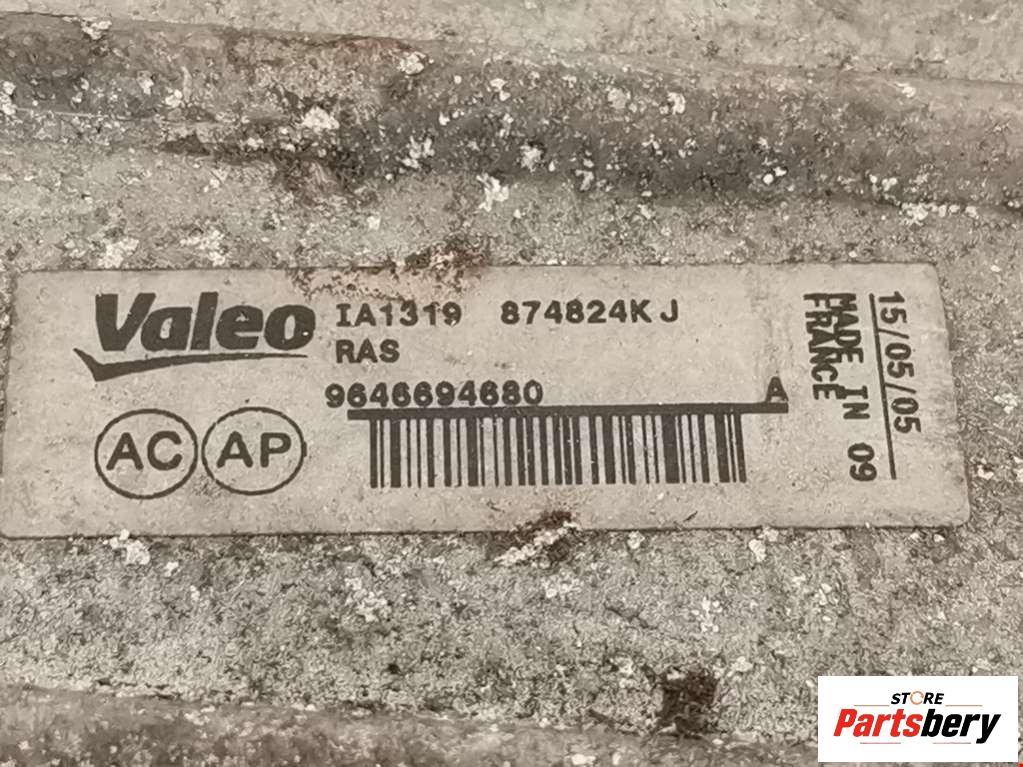 Valeo IA1319 874824K J
RAS
9646694680 A
AC AP
MADE IN 09
FRANCE
15/05/05
STORE
Partsbery